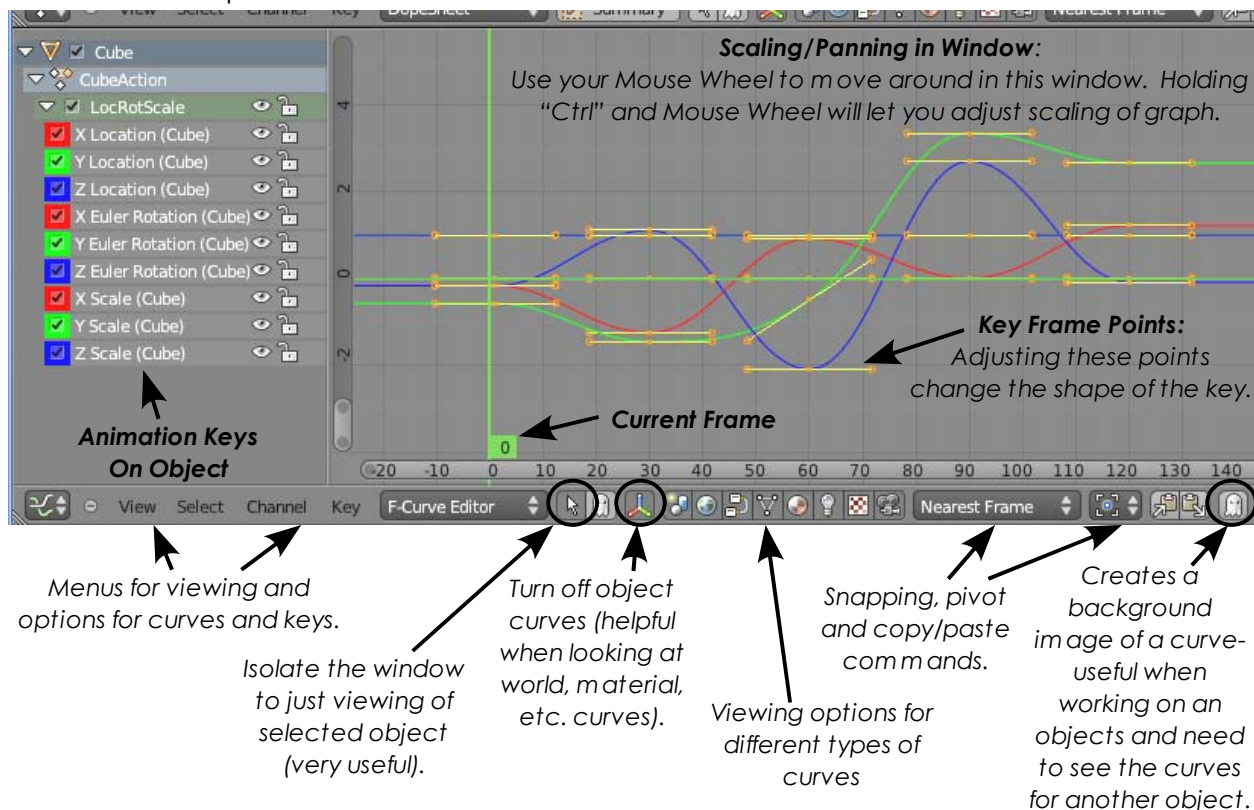 View Select Channel Key DopeSheet Summary Nearest Frame
Cube
CubeAction
LocRotScale
X Location (Cube)
Y Location (Cube)
Z Location (Cube)
X Euler Rotation (Cube)
Y Euler Rotation (Cube)
Z Euler Rotation (Cube)
X Scale (Cube)
Y Scale (Cube)
Z Scale (Cube)
Animation Keys
On Object
Scaling/Panning in Window:
Use your Mouse Wheel to move around in this window. Holding
“Ctrl” and Mouse Wheel will let you adjust scaling of graph.
4
2
0
-2
Key Frame Points:
Adjusting these points
change the shape of the key.
Current Frame
0
-20 -10 0 10 20 30 40 50 60 70 80 90 100 110 120 130 140
View Select Channel Key F-Curve Editor Nearest Frame
Menus for viewing and
options for curves and keys.
Isolate the window
to just viewing of
selected object
(very useful).
Turn off object
curves (helpful
when looking at
world, material,
etc. curves).
Viewing options for
different types of
curves
Snapping, pivot
and copy/paste
commands.
Creates a
background
image of a curve-
useful when
working on an
objects and need
to see the curves
for another object.